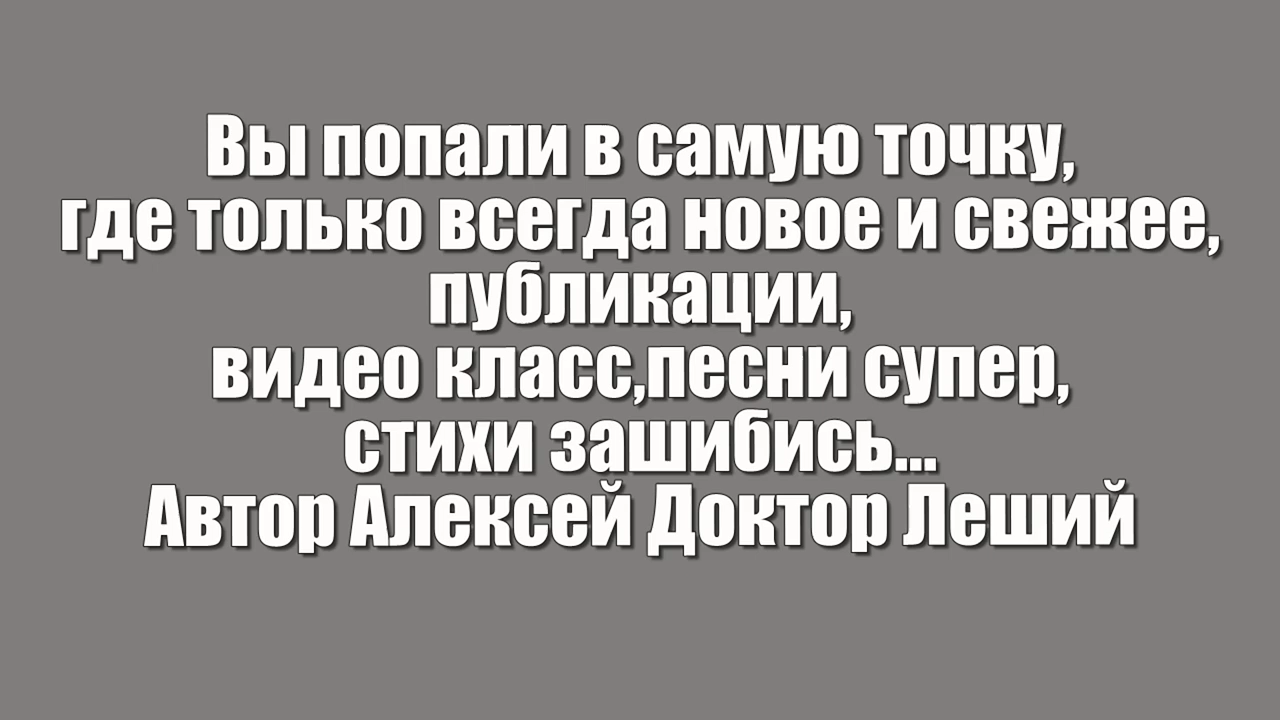 Вы попали в самую точку,
где только всегда новое и свежее,
публикации,
видео класс,песни супер,
стихи зашибись...
Автор Алексей Доктор Леший